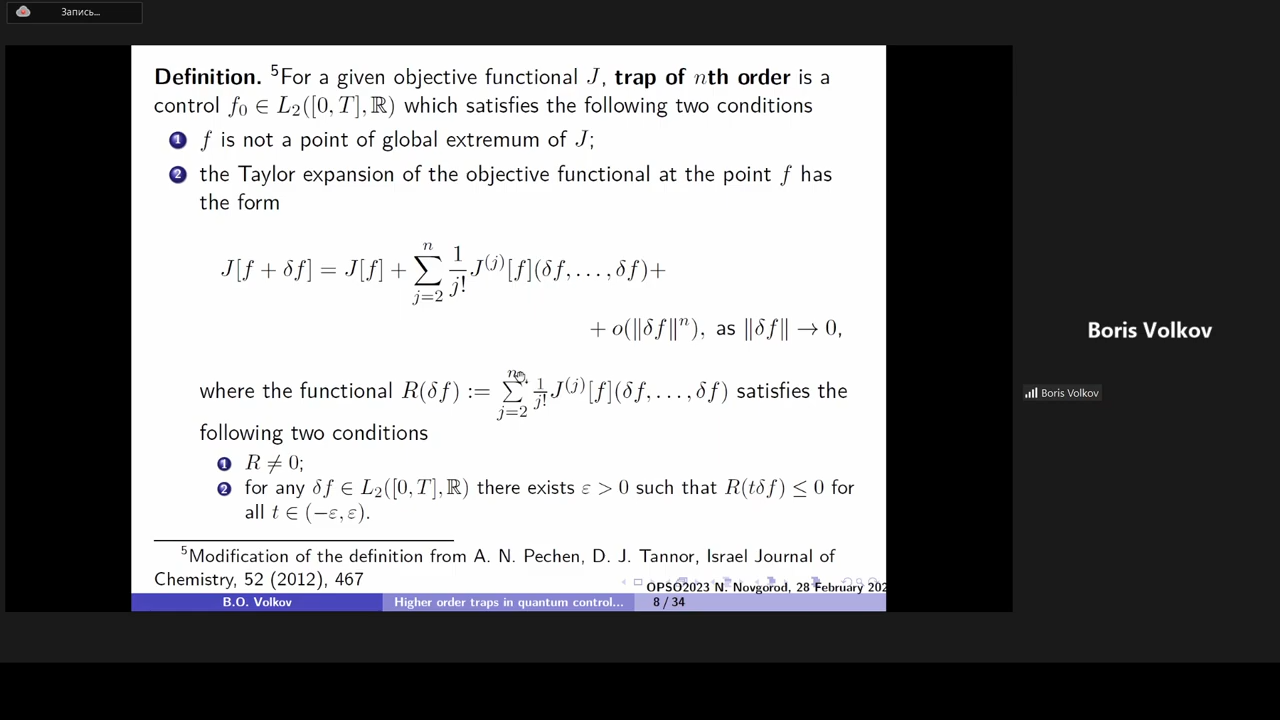 Запись...
Definition. ⁵For a given objective functional J, trap of nth order is a
control f₀ ∈ L₂([0, T], ℝ) which satisfies the following two conditions
1 f is not a point of global extremum of J;
2 the Taylor expansion of the objective functional at the point f has
the form
J[f + δf] = J[f] + ∑_{j=2}^{n} 1/j! J^{(j)}[f](δf, . . . , δf)+
+ o(‖δf‖ⁿ), as ‖δf‖ → 0,
where the functional R(δf) := ∑_{j=2}^{n} 1/j! J^{(j)}[f](δf, . . . , δf) satisfies the
following two conditions
1 R ≠ 0;
2 for any δf ∈ L₂([0, T], ℝ) there exists ε > 0 such that R(tδf) ≤ 0 for
all t ∈ (−ε, ε).
⁵Modification of the definition from A. N. Pechen, D. J. Tannor, Israel Journal of
Chemistry, 52 (2012), 467
OPSO2023 N. Novgorod, 28 February 202
B.O. Volkov Higher order traps in quantum control... 8 / 34
Boris Volkov
Boris Volkov